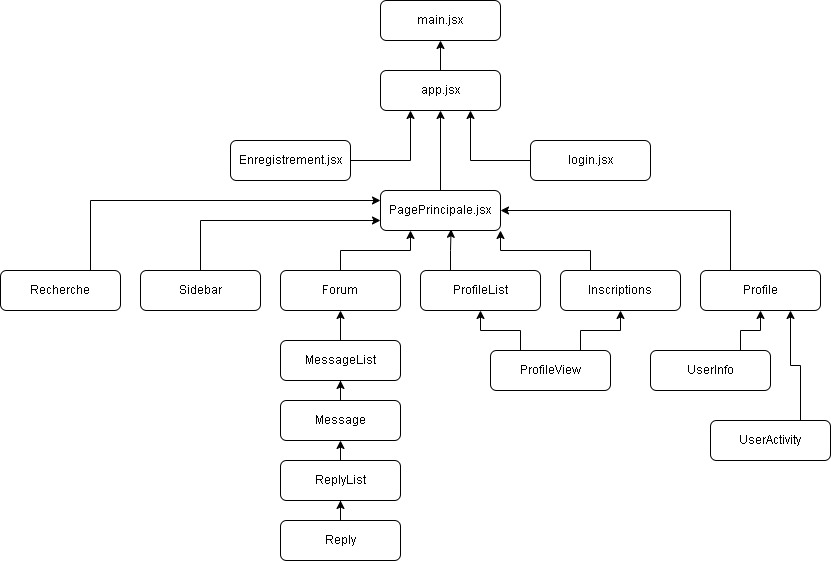 main.jsx
app.jsx
Enregistrement.jsx
login.jsx
PagePrincipale.jsx
Recherche
Sidebar
Forum
ProfileList
Inscriptions
Profile
MessageList
ProfileView
UserInfo
Message
UserActivity
ReplyList
Reply